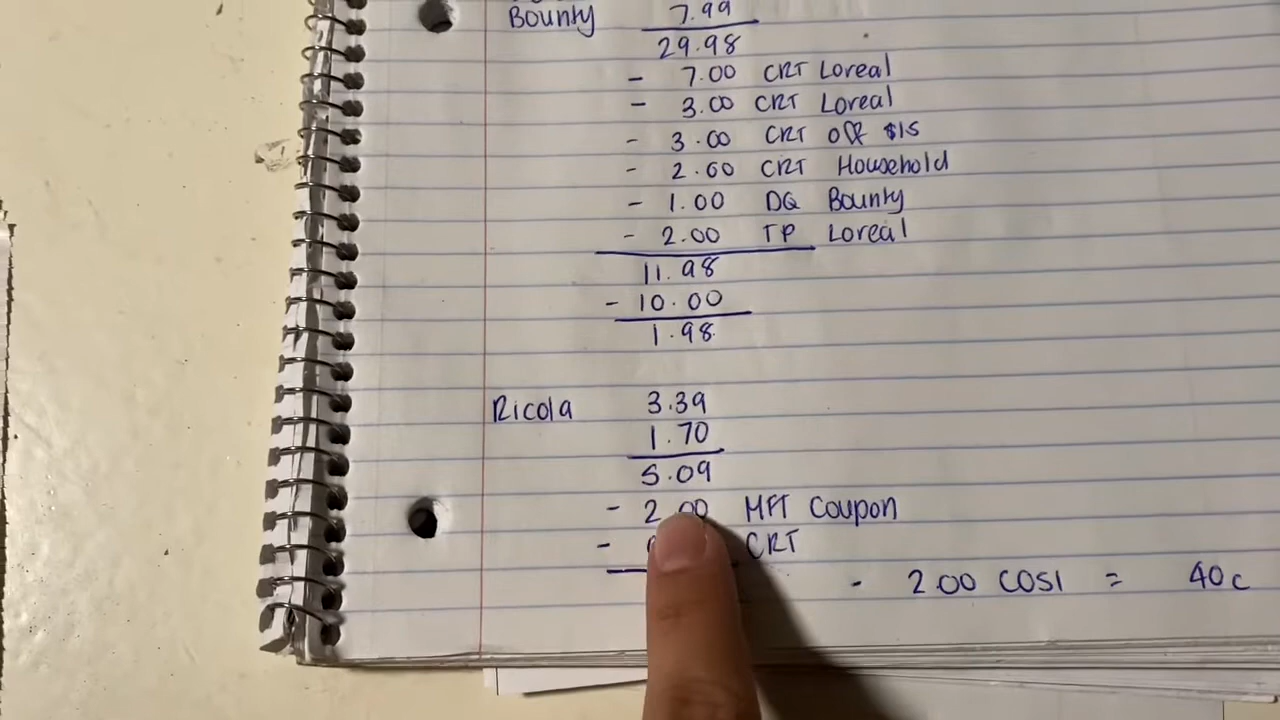 Bounty 7.99
29.98
- 7.00 CRT Loreal
- 3.00 CRT Loreal
- 3.00 CRT Off $15
- 2.00 CRT Household
- 1.00 DQ Bounty
- 2.00 TP Loreal
11.98
- 10.00
1.98
Ricola 3.39
1.70
5.09
- 2.00 MFT Coupon
- CRT
- 2.00 COST = 40c